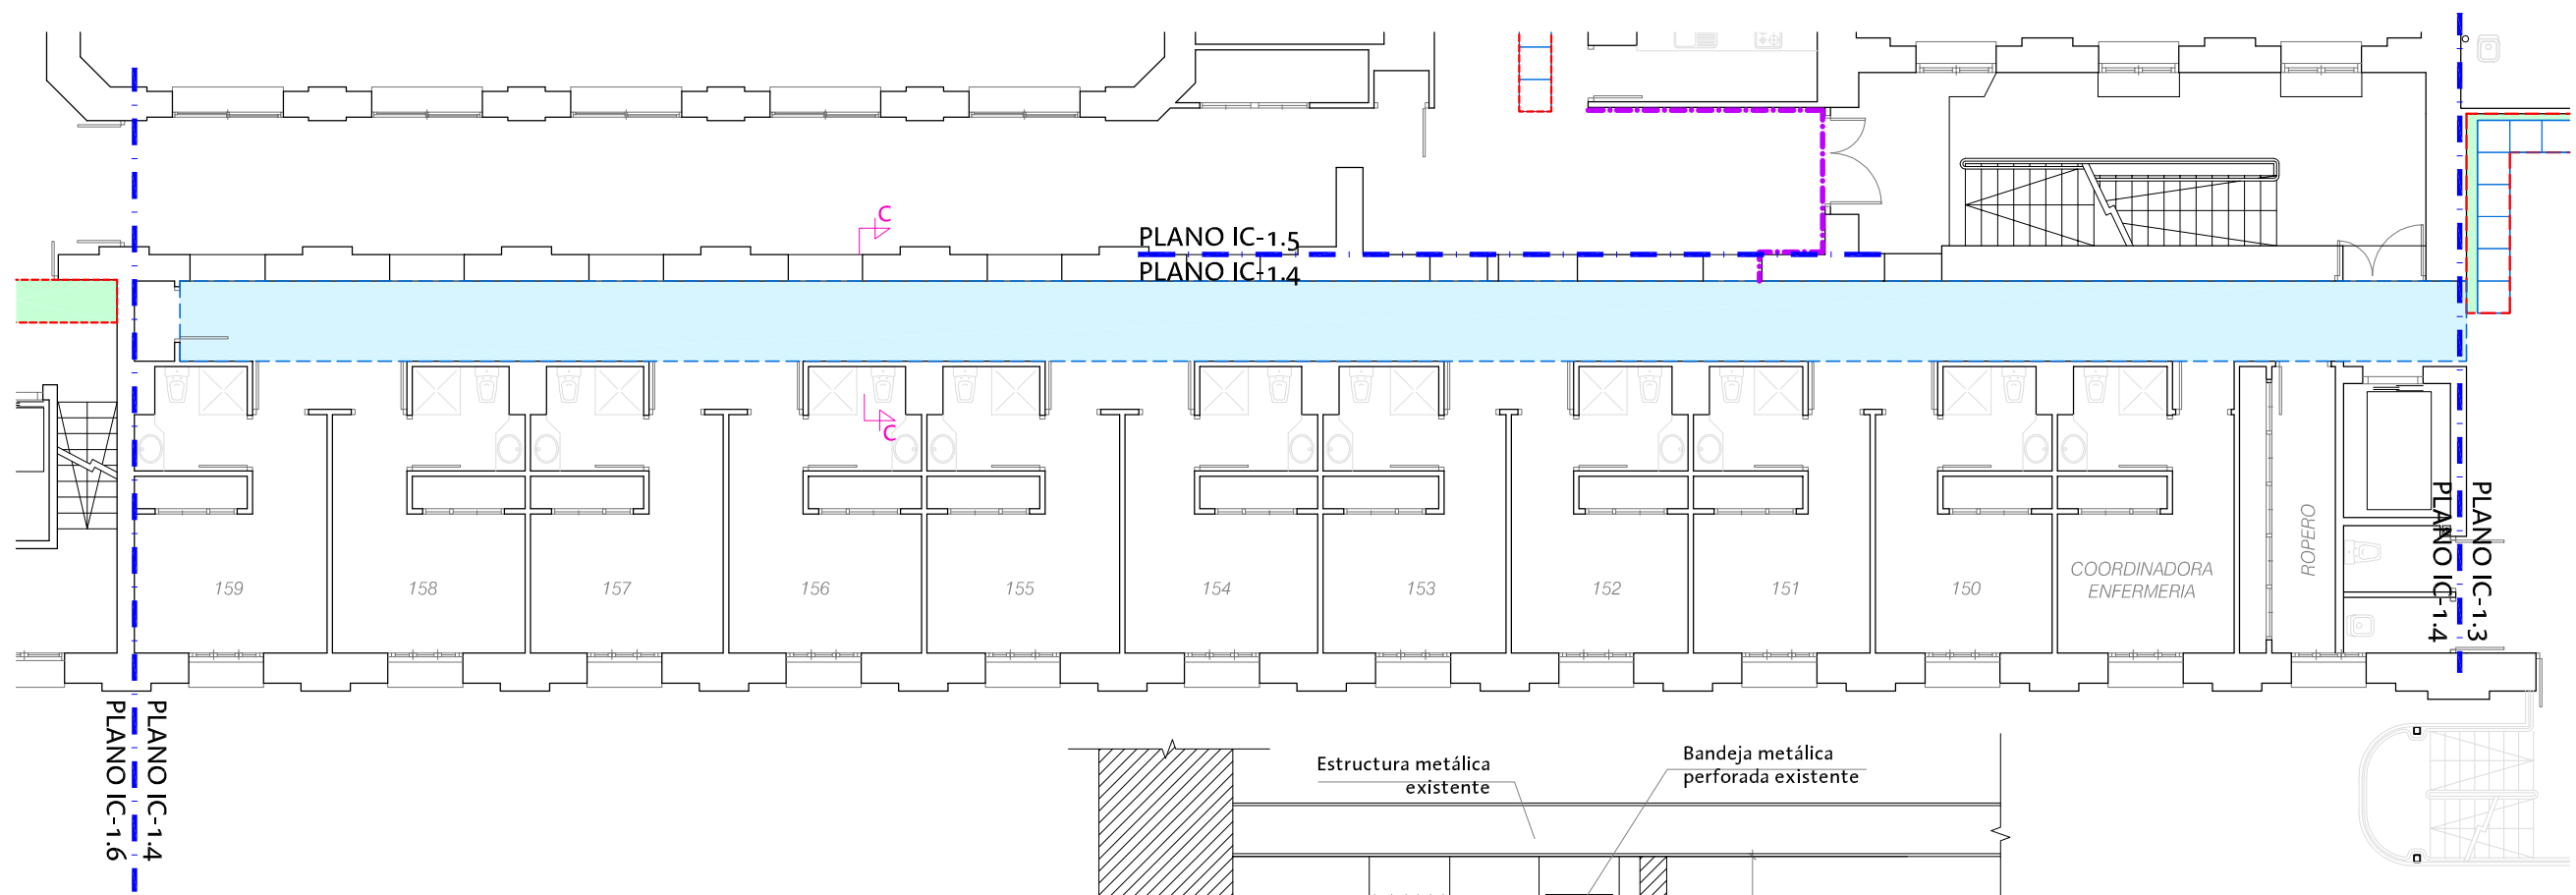 C
PLANO IC-1.5
PLANO IC-1.4
C
PLANO IC-1.3
PLANO IC-1.4
159
158
157
156
155
154
153
152
151
150
COORDINADORA
ENFERMERIA
ROPERO
PLANO IC-1.4
PLANO IC-1.6
Estructura metálica
existente
Bandeja metálica
perforada existente